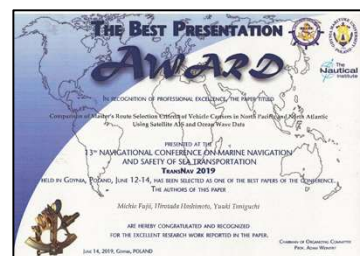 THE BEST PRESENTATION
AWARD
The
Nautical
Institute
IN RECOGNITION OF PROFESSIONAL EXCELLENCE, THE PAPER TITLED
Comparison of Master's Route Selection Criteria of Vehicle Carriers in North Pacific and North Atlantic
Using Satellite AIS and Ocean Wave Data
PRESENTED AT THE
13th NAVIGATIONAL CONFERENCE ON MARINE NAVIGATION
AND SAFETY OF SEA TRANSPORTATION
TRANSNAV 2019
HELD IN GDYNIA, POLAND, JUNE 12-14, HAS BEEN SELECTED AS ONE OF THE BEST PAPERS OF THE CONFERENCE.
THE AUTHORS OF THIS PAPER
Michie Fujii, Hirotada Hashimoto, Yuuki Taniguchi
ARE HEREBY CONGRATULATED AND RECOGNIZED
FOR THE EXCELLENT RESEARCH WORK REPORTED IN THE PAPER.
JUNE 14, 2019, GDYNIA, POLAND
CHAIRMAN OF ORGANIZING COMMITTEE
PROF. ADAM WEINTRIT